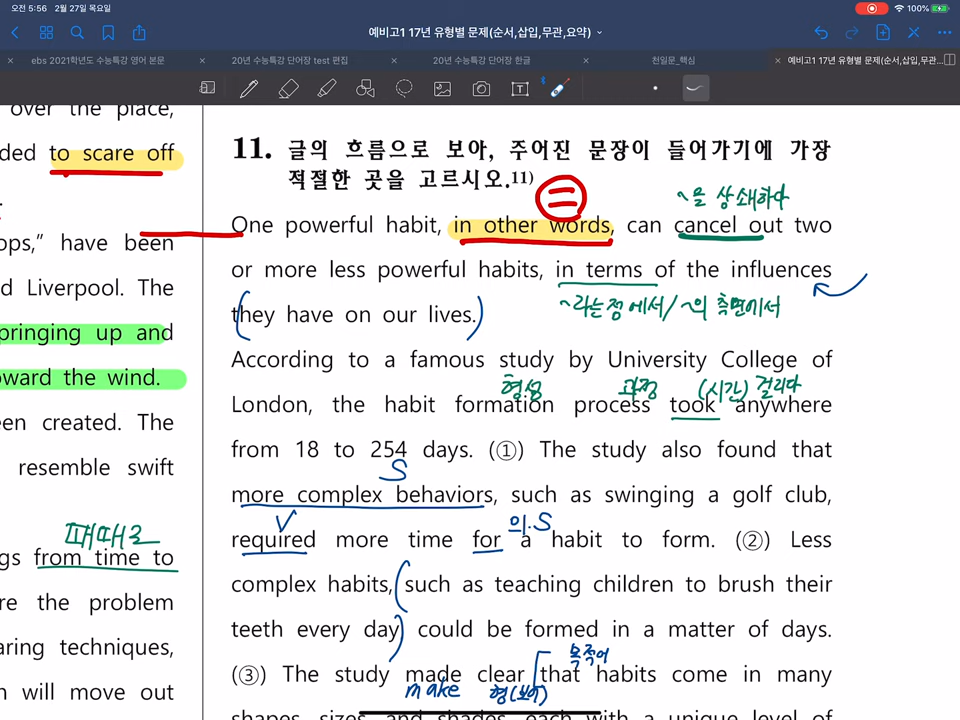 오전 5:56 2월 27일 목요일
100%
예비고1 17년 유형별 문제(순서,삽입,무관,요약)
ebs 2021학년도 수능특강 영어 본문
20년 수능특강 단어장 test 편집
20년 수능특강 단어장 한글
천일문_핵심
예비고1 17년 유형별 문제(순서,삽입,무관,...
over the place,
ded to scare off
ops,” have been
d Liverpool. The
pringing up and
oward the wind.
een created. The
resemble swift
때때로
gs from time to
re the problem
aring techniques,
n will move out
11. 글의 흐름으로 보아, 주어진 문장이 들어가기에 가장
적절한 곳을 고르시오.11)
~을 상쇄하다
One powerful habit, in other words, can cancel out two
or more less powerful habits, in terms of the influences
~라는점에서/~의 측면에서
they have on our lives.
According to a famous study by University College of
형성 과정 (시간) 걸리다
London, the habit formation process took anywhere
from 18 to 254 days. (①) The study also found that
S
more complex behaviors, such as swinging a golf club,
V 의.S
required more time for a habit to form. (②) Less
complex habits, (such as teaching children to brush their
teeth every day) could be formed in a matter of days.
목적어
(③) The study made clear that habits come in many
make 형(보어)
shapes, sizes, and shades, each with a unique level of